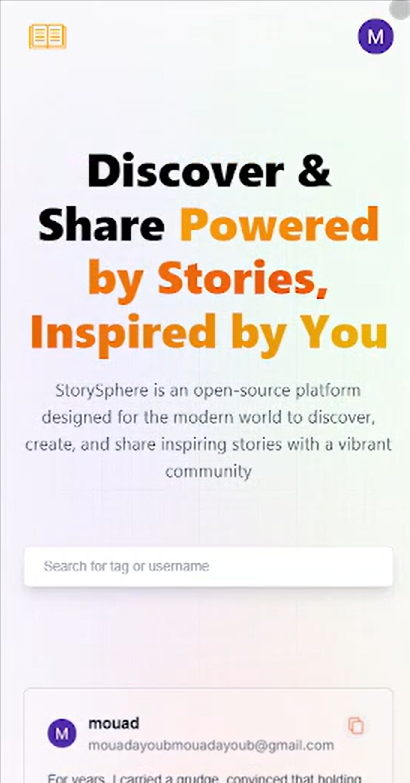 M
Discover &
Share Powered
by Stories,
Inspired by You
StorySphere is an open-source platform
designed for the modern world to discover,
create, and share inspiring stories with a vibrant
community
Search for tag or username
M
mouad
mouadayoubmouadayoub@gmail.com
For years, I carried a grudge, convinced that holding